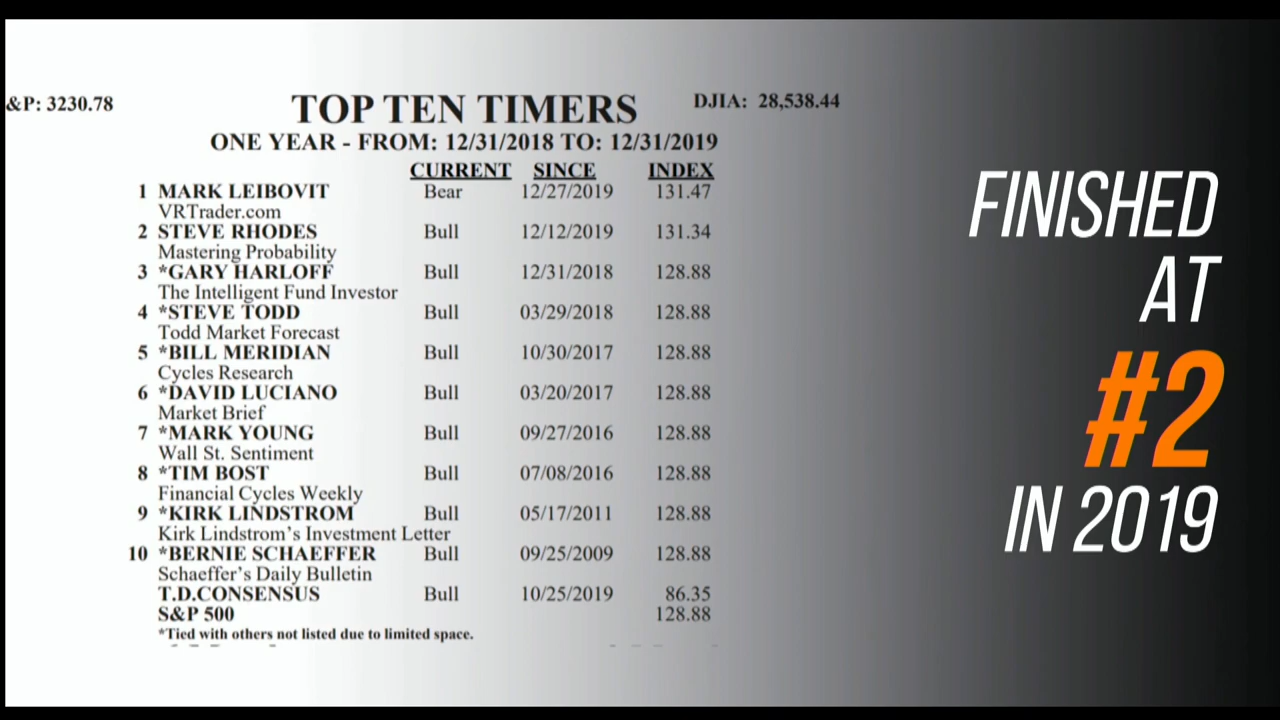 &P: 3230.78 TOP TEN TIMERS DJIA: 28,538.44
ONE YEAR - FROM: 12/31/2018 TO: 12/31/2019
CURRENT SINCE INDEX
1 MARK LEIBOVIT Bear 12/27/2019 131.47
VRTrader.com
2 STEVE RHODES Bull 12/12/2019 131.34
Mastering Probability
3 *GARY HARLOFF Bull 12/31/2018 128.88
The Intelligent Fund Investor
4 *STEVE TODD Bull 03/29/2018 128.88
Todd Market Forecast
5 *BILL MERIDIAN Bull 10/30/2017 128.88
Cycles Research
6 *DAVID LUCIANO Bull 03/20/2017 128.88
Market Brief
7 *MARK YOUNG Bull 09/27/2016 128.88
Wall St. Sentiment
8 *TIM BOST Bull 07/08/2016 128.88
Financial Cycles Weekly
9 *KIRK LINDSTROM Bull 05/17/2011 128.88
Kirk Lindstrom's Investment Letter
10 *BERNIE SCHAEFFER Bull 09/25/2009 128.88
Schaeffer's Daily Bulletin
T.D.CONSENSUS Bull 10/25/2019 86.35
S&P 500 128.88
*Tied with others not listed due to limited space.
FINISHED
AT
#2
IN 2019